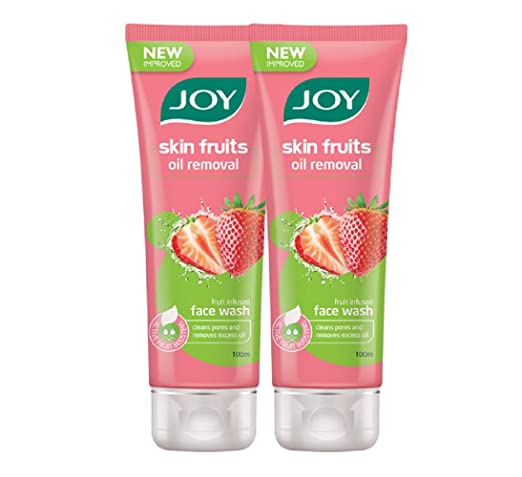 NEW
IMPROVED
JOY
skin fruits
oil removal
fruit infused
face wash
cleans pores and
removes excess oil
100ml
NEW
IMPROVED
JOY
skin fruits
oil removal
fruit infused
face wash
cleans pores and
removes excess oil
100ml